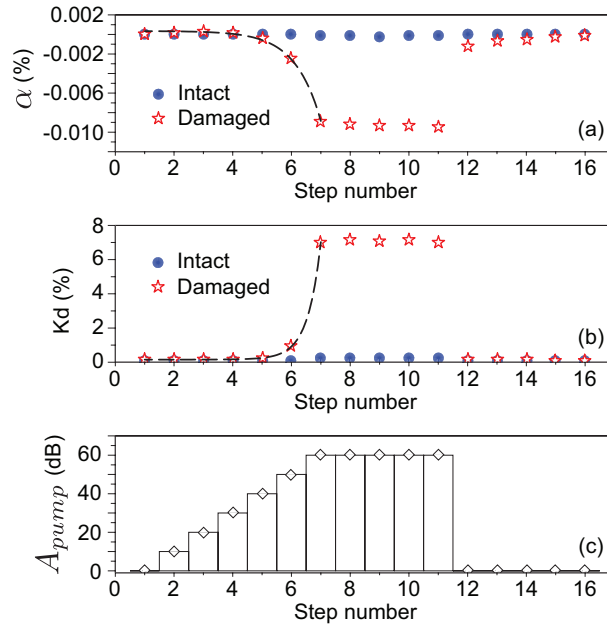 0.002
-0.002
-0.006
-0.010
α (%)
Intact
Damaged
(a)
0 2 4 6 8 10 12 14 16
Step number
8
6
4
2
0
Kd (%)
Intact
Damaged
(b)
0 2 4 6 8 10 12 14 16
Step number
60
40
20
0
A_pump (dB)
(c)
0 2 4 6 8 10 12 14 16
Step number